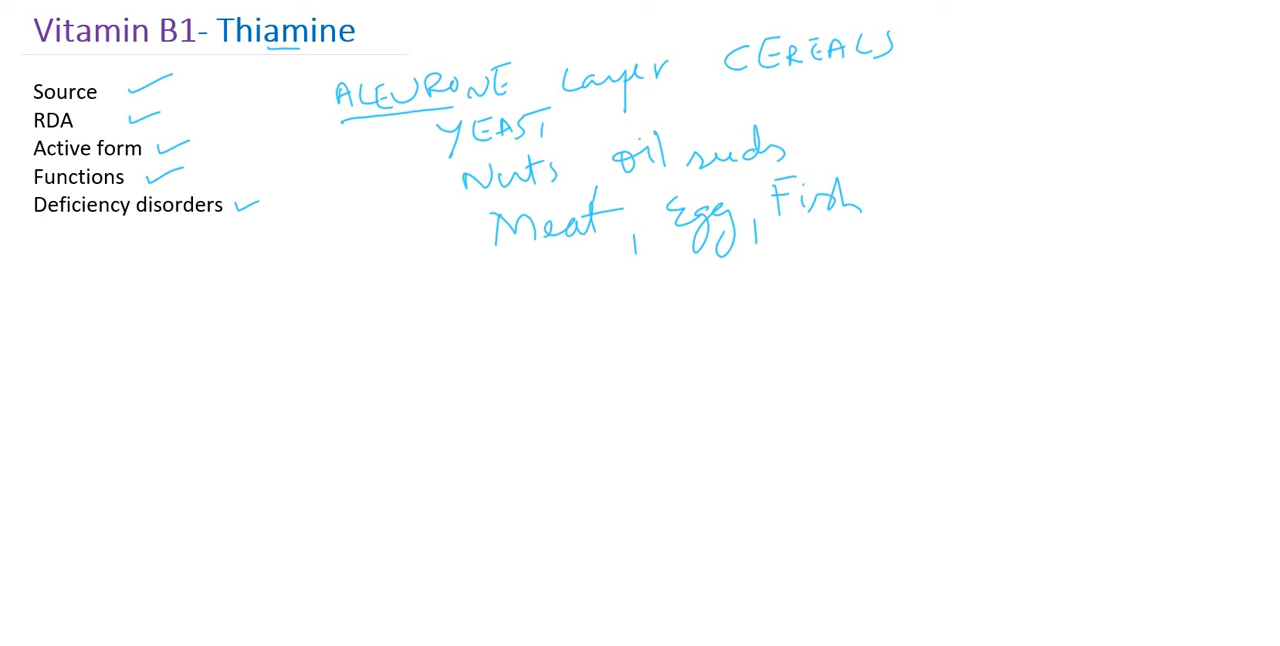 Vitamin B1- Thiamine
Source
RDA
Active form
Functions
Deficiency disorders
ALEURONE Layer CEREALS
YEAST
Nuts oil seeds
Meat, Egg, Fish